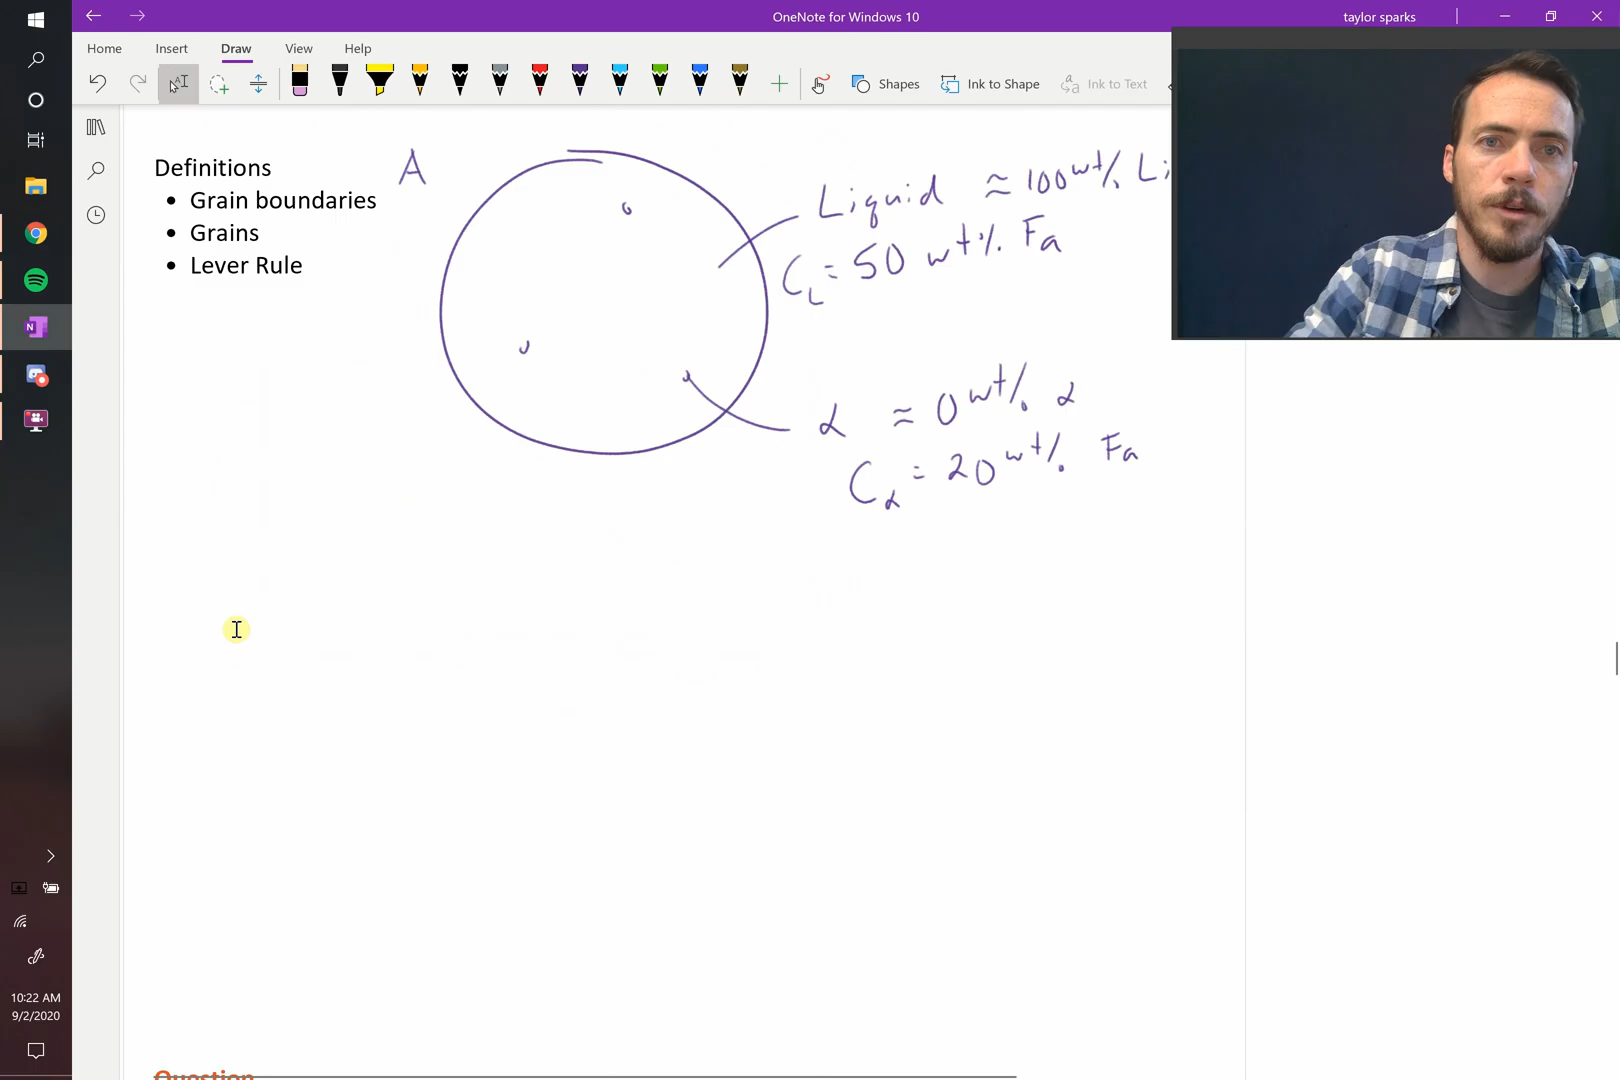 OneNote for Windows 10
taylor sparks
Home Insert Draw View Help
Shapes
Ink to Shape
Ink to Text
Definitions
• Grain boundaries
• Grains
• Lever Rule
A
Liquid ≈ 100 wt% Li
C_L = 50 wt% Fa
α ≈ 0 wt% α
C_α = 20 wt% Fa
10:22 AM
9/2/2020
Question